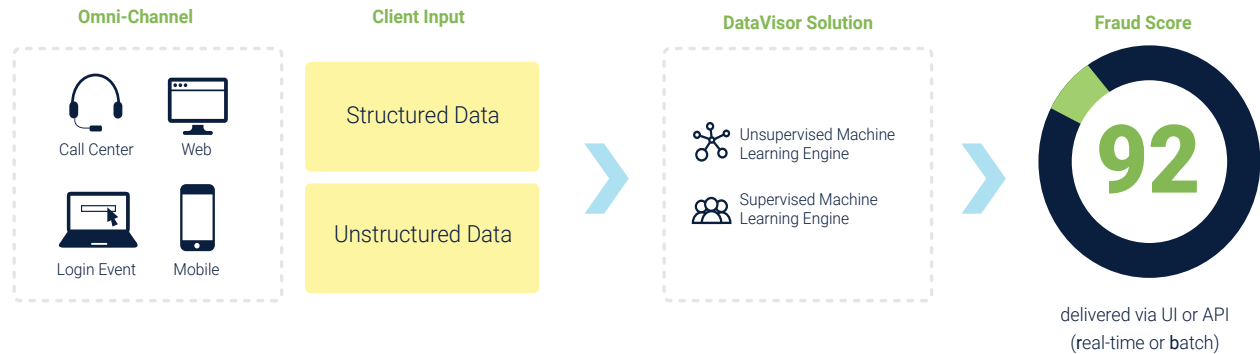 Omni-Channel
Call Center
Web
Login Event
Mobile
Client Input
Structured Data
Unstructured Data
DataVisor Solution
Unsupervised Machine
Learning Engine
Supervised Machine
Learning Engine
Fraud Score
92
delivered via UI or API
(real-time or batch)